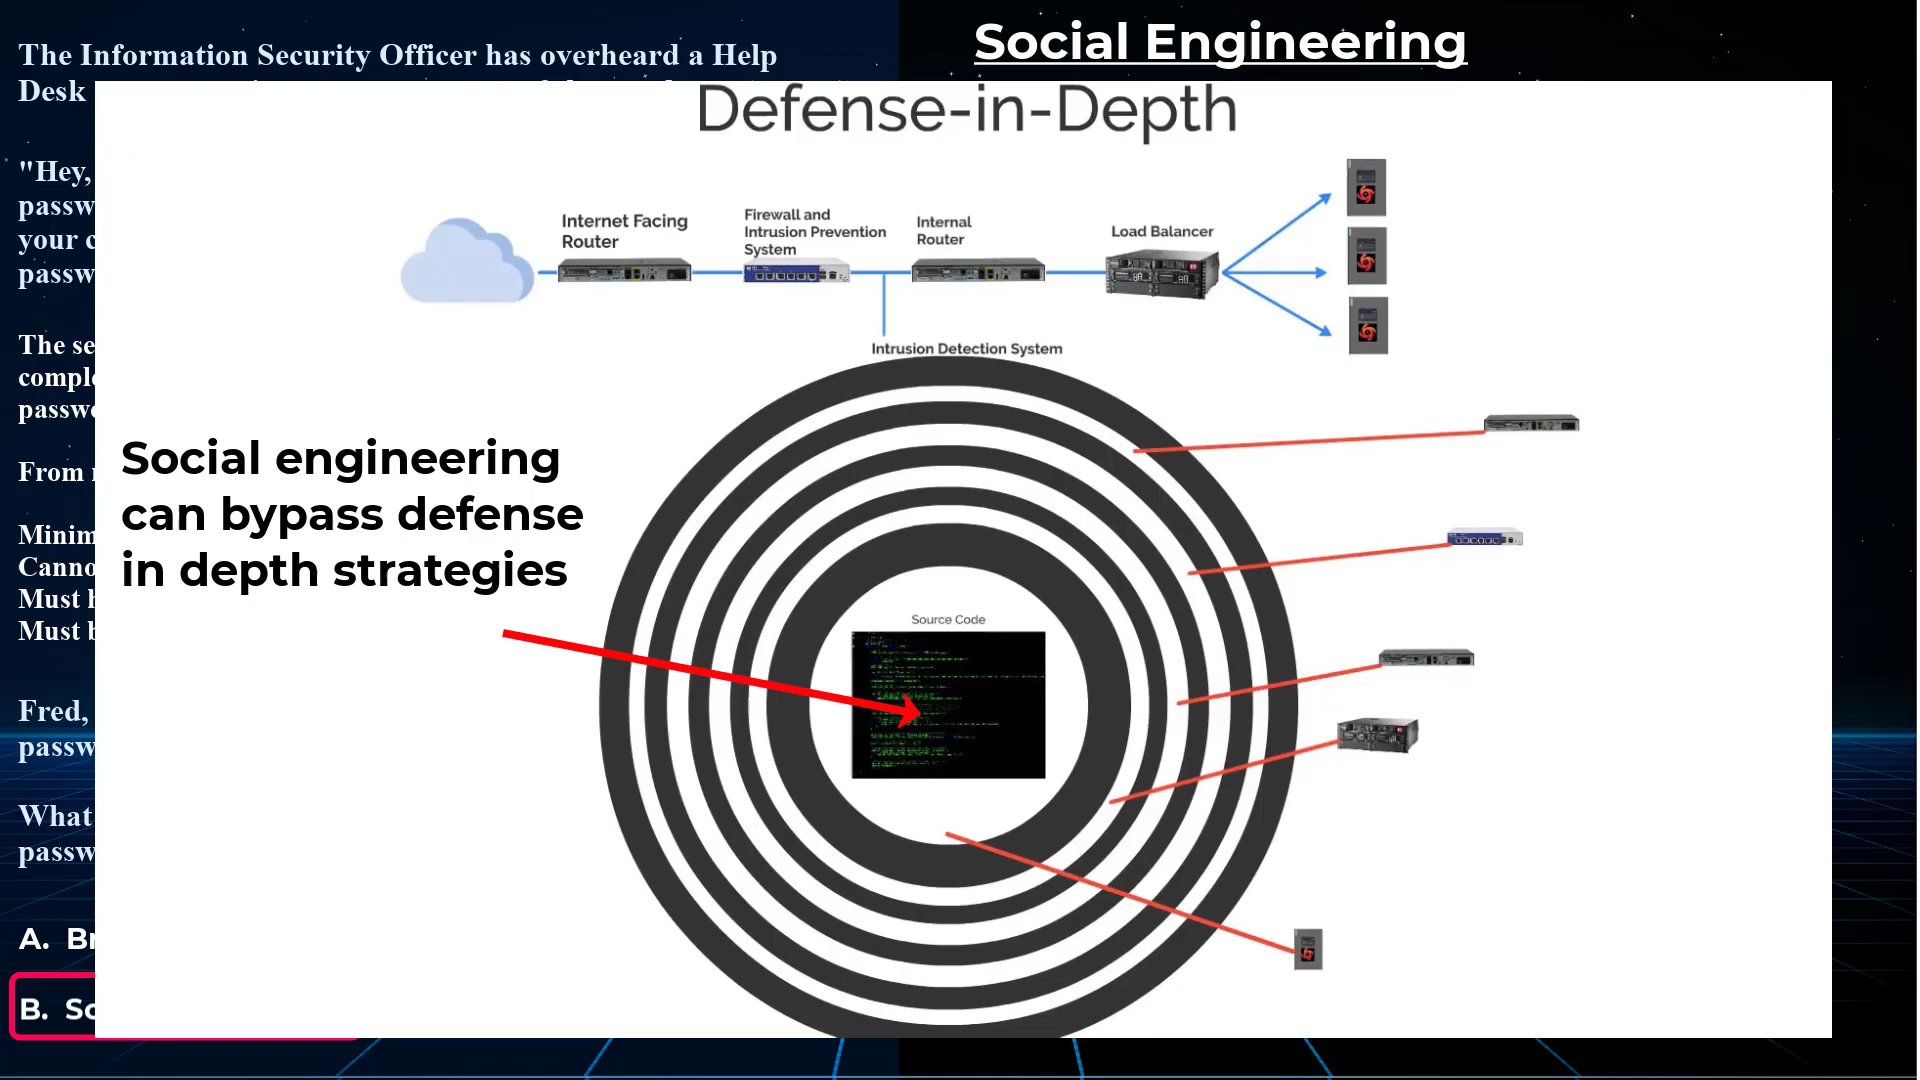 The Information Security Officer has overheard a Help
Desk
"Hey,
passw
your c
passw
The se
compl
passwo
From
Minim
Canno
Must
Must
Fred,
passw
What
passw
A. Br
B. So
Social Engineering
Defense-in-Depth
Internet Facing
Router
Firewall and
Intrusion Prevention
System
Internal
Router
Load Balancer
Intrusion Detection System
Social engineering
can bypass defense
in depth strategies
Source Code